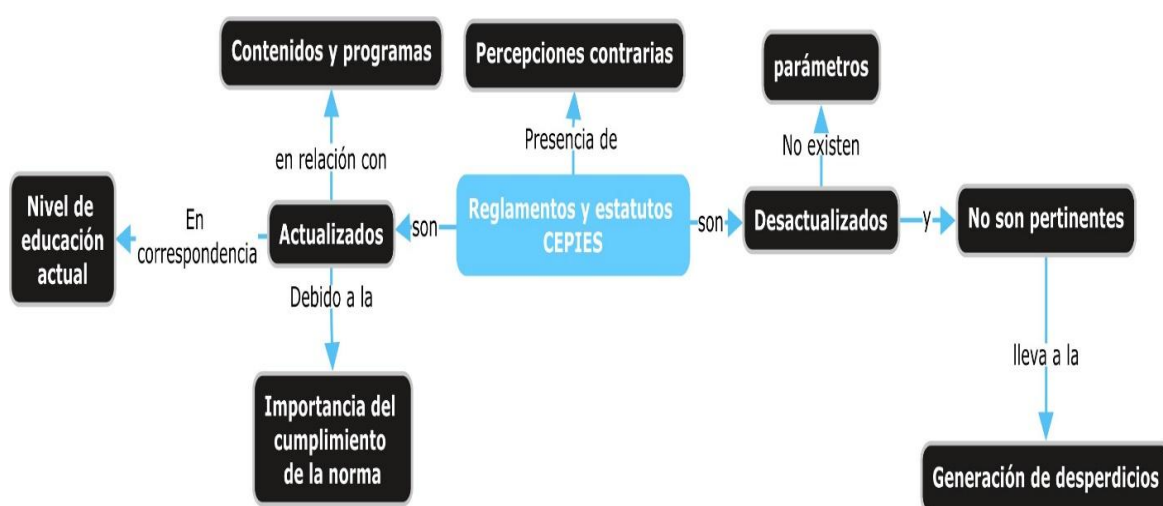 Contenidos y programas
Percepciones contrarias
parámetros
en relación con
Presencia de
No existen
Nivel de
educación
actual
En
correspondencia
Actualizados
son
Reglamentos y estatutos
CEPIES
son
Desactualizados
y
No son pertinentes
Debido a la
lleva a la
Importancia del
cumplimiento
de la norma
Generación de desperdicios